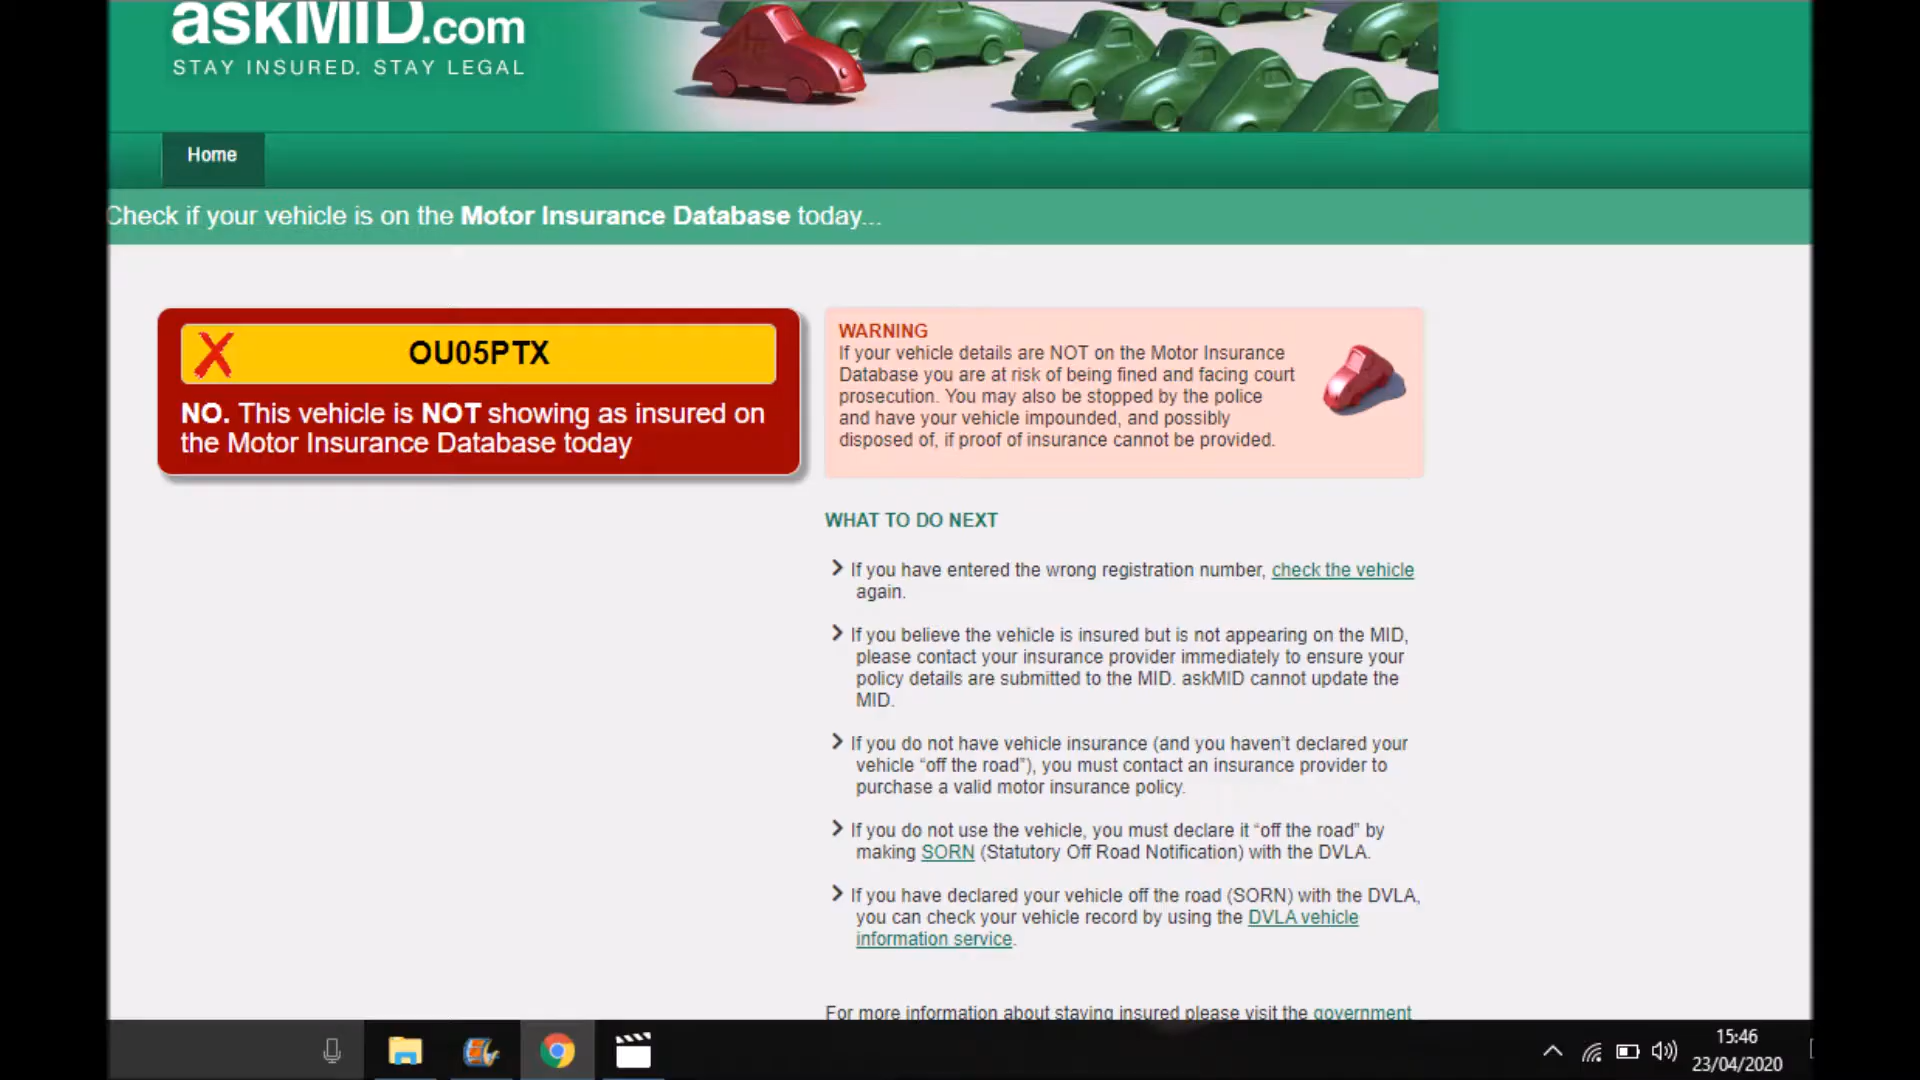 askMID.com
STAY INSURED. STAY LEGAL
Home
Check if your vehicle is on the Motor Insurance Database today...
OU05PTX
NO. This vehicle is NOT showing as insured on
the Motor Insurance Database today
WARNING
If your vehicle details are NOT on the Motor Insurance
Database you are at risk of being fined and facing court
prosecution. You may also be stopped by the police
and have your vehicle impounded, and possibly
disposed of, if proof of insurance cannot be provided.
WHAT TO DO NEXT
If you have entered the wrong registration number, check the vehicle
again.
If you believe the vehicle is insured but is not appearing on the MID,
please contact your insurance provider immediately to ensure your
policy details are submitted to the MID. askMID cannot update the
MID.
If you do not have vehicle insurance (and you haven't declared your
vehicle “off the road”), you must contact an insurance provider to
purchase a valid motor insurance policy.
If you do not use the vehicle, you must declare it “off the road” by
making SORN (Statutory Off Road Notification) with the DVLA.
If you have declared your vehicle off the road (SORN) with the DVLA,
you can check your vehicle record by using the DVLA vehicle
information service.
For more information about staying insured please visit the government
15:46
23/04/2020